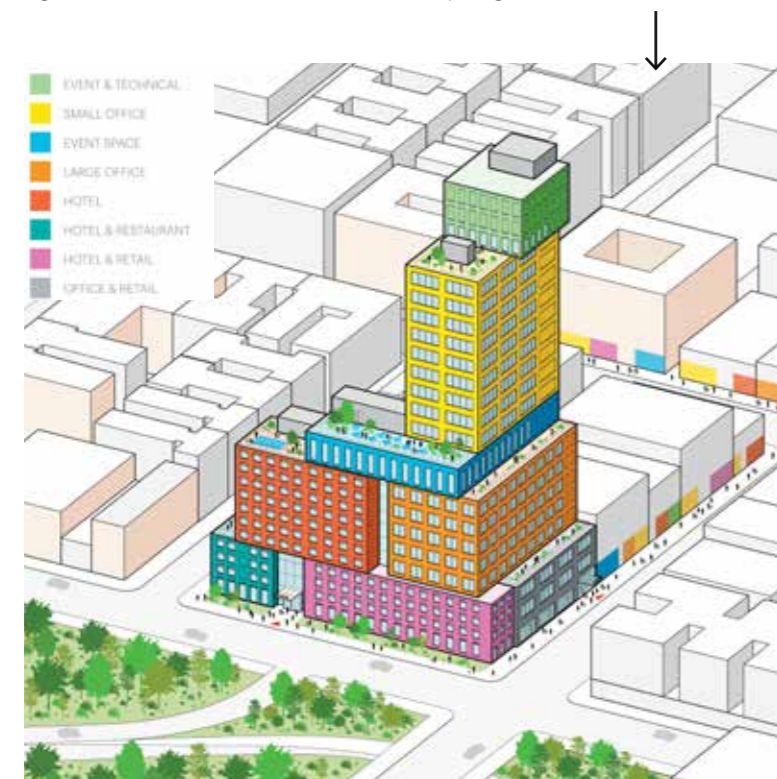 EVENT & TECHNICAL
SMALL OFFICE
EVENT SPACE
LARGE OFFICE
HOTEL
HOTEL & RESTAURANT
HOTEL & RETAIL
OFFICE & RETAIL